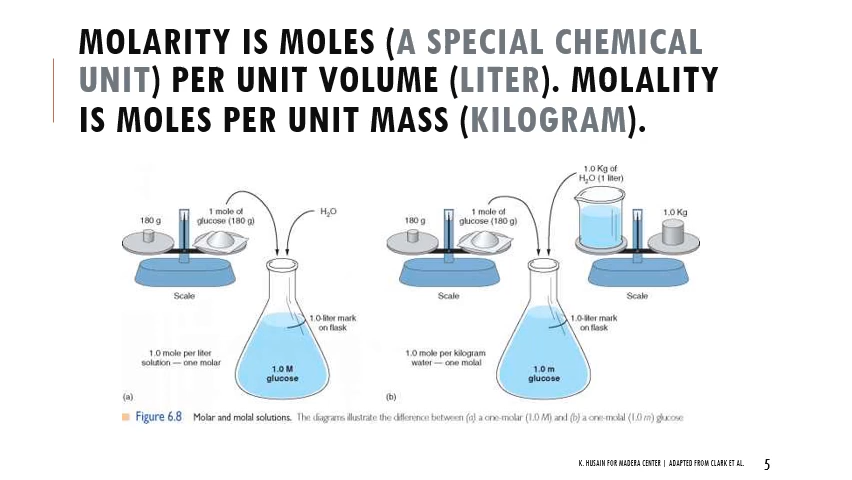 MOLARITY IS MOLES (A SPECIAL CHEMICAL
UNIT) PER UNIT VOLUME (LITER). MOLALITY
IS MOLES PER UNIT MASS (KILOGRAM).
180 g
1 mole of
glucose (180 g)
H₂O
Scale
1.0-liter mark
on flask
1.0 mole per liter
solution — one molar
1.0 M
glucose
(a)
180 g
1 mole of
glucose (180 g)
1.0 Kg of
H₂O (1 liter)
1.0 Kg
Scale
Scale
1.0-liter mark
on flask
1.0 mole per kilogram
water — one molal
1.0 m
glucose
(b)
Figure 6.8 Molar and molal solutions. The diagrams illustrate the difference between (a) a one-molar (1.0 M) and (b) a one-molal (1.0 m) glucose
K. HUSAIN FOR MADERA CENTER | ADAPTED FROM CLARK ET AL.
5